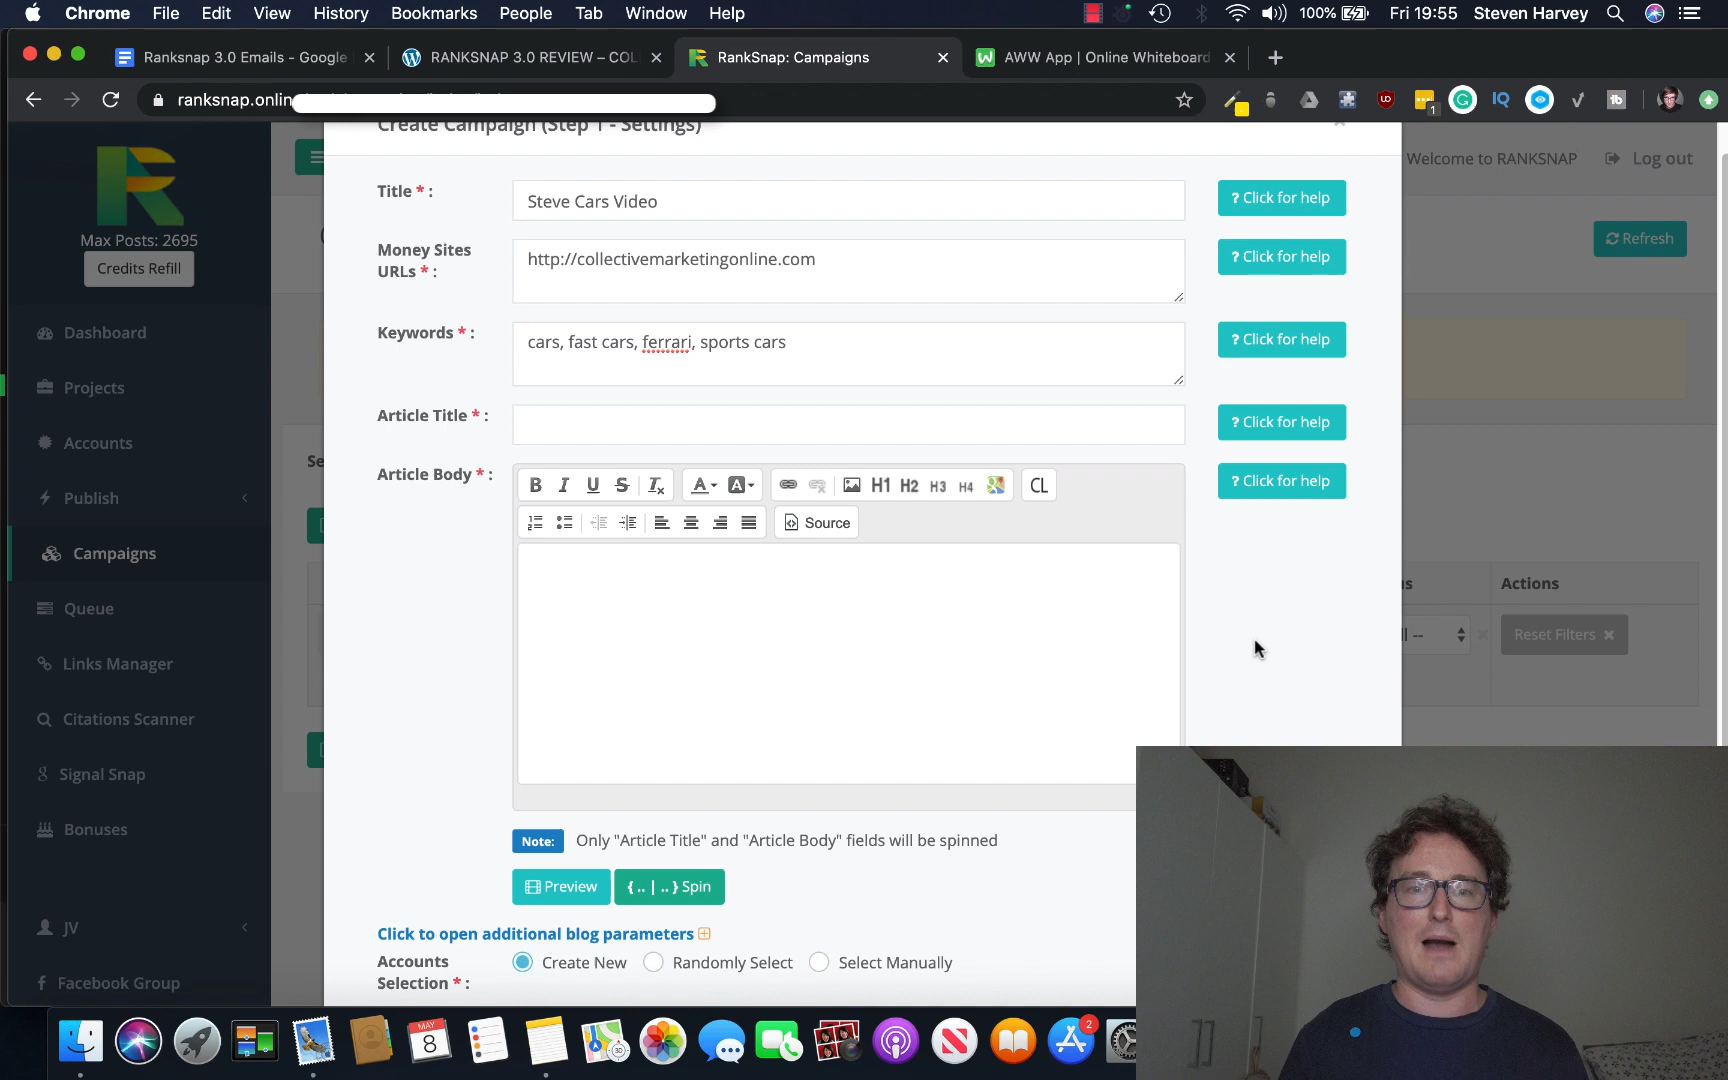 Chrome File Edit View History Bookmarks People Tab Window Help 100% Fri 19:55 Steven Harvey
Ranksnap 3.0 Emails - Google
RANKSNAP 3.0 REVIEW – COL
RankSnap: Campaigns
AWW App | Online Whiteboard
ranksnap.onlin
Create Campaign (Step 1 - Settings)
Welcome to RANKSNAP
Log out
Max Posts: 2695
Credits Refill
Refresh
Dashboard
Projects
Accounts
Publish
Campaigns
Queue
Links Manager
Citations Scanner
Signal Snap
Bonuses
JV
Facebook Group
Title * :
Steve Cars Video
? Click for help
Money Sites
URLs * :
http://collectivemarketingonline.com
? Click for help
Keywords * :
cars, fast cars, ferrari, sports cars
? Click for help
Article Title * :
? Click for help
Article Body * :
B I U S Tx A A H1 H2 H3 H4 CL
Source
? Click for help
Se
Actions
Reset Filters
Note: Only "Article Title" and "Article Body" fields will be spinned
Preview
{ .. | .. } Spin
Click to open additional blog parameters
Accounts
Selection * :
Create New
Randomly Select
Select Manually
MAY
8
3D
2